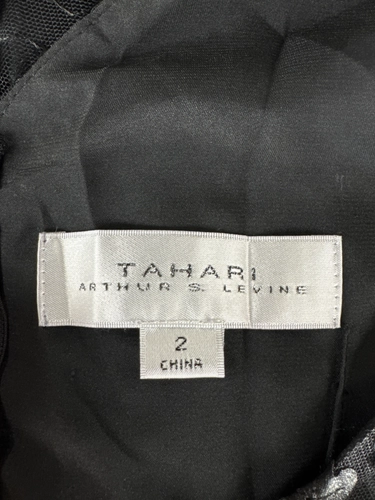 TAHARI
ARTHUR S. LEVINE
2
CHINA